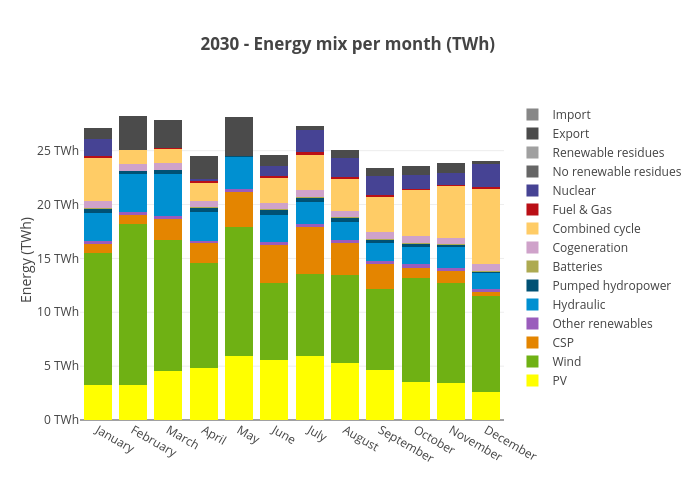 2030 - Energy mix per month (TWh)
Energy (TWh)
25 TWh
20 TWh
15 TWh
10 TWh
5 TWh
0 TWh
January
February
March
April
May
June
July
August
September
October
November
December
Import
Export
Renewable residues
No renewable residues
Nuclear
Fuel & Gas
Combined cycle
Cogeneration
Batteries
Pumped hydropower
Hydraulic
Other renewables
CSP
Wind
PV